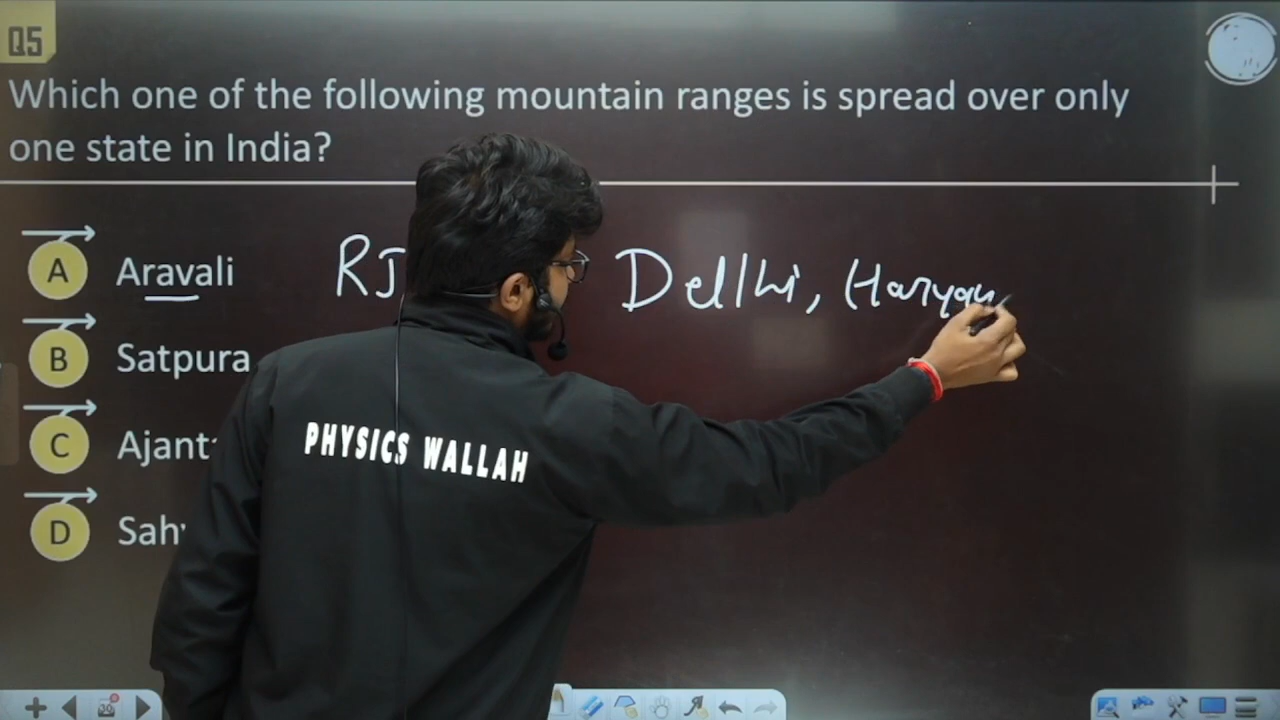 Q5
Which one of the following mountain ranges is spread over only
one state in India?
A Aravali RJ Delhi, Haryan
B Satpura
C Ajant
D Sah
PHYSICS WALLAH